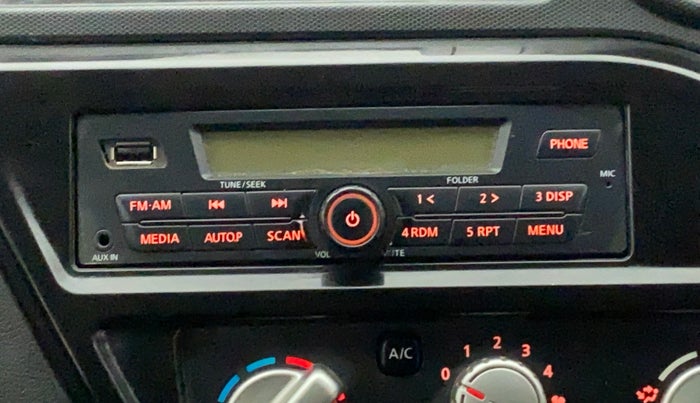 PHONE
MIC
TUNE/SEEK FOLDER
FM·AM 1 < 2 > 3 DISP
MEDIA AUTO.P SCAN 4 RDM 5 RPT MENU
AUX IN
A/C
0 1 2 3 4